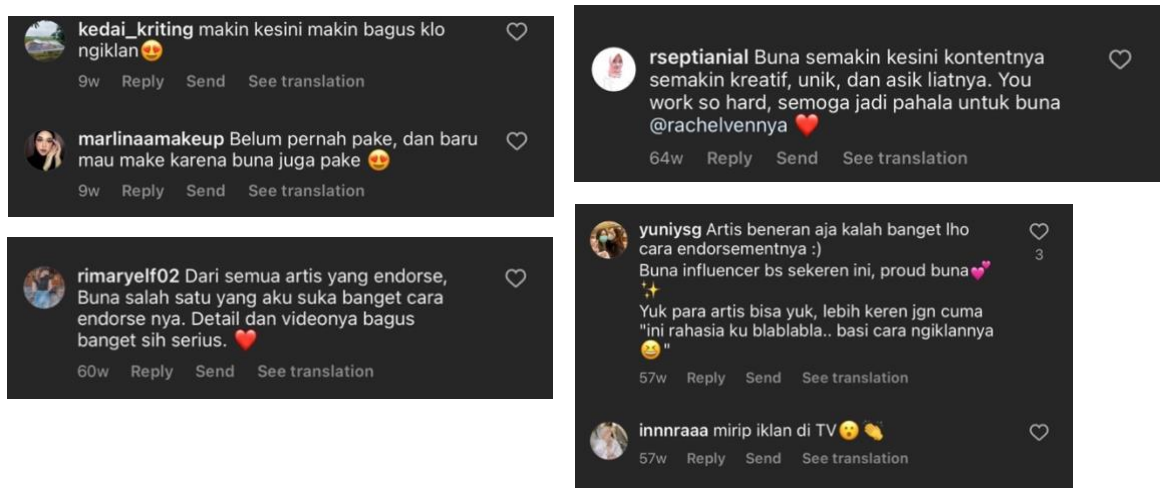 kedai_kriting makin kesini makin bagus klo
ngiklan😍
9w Reply Send See translation
marlinaamakeup Belum pernah pake, dan baru
mau make karena buna juga pake 😍
9w Reply Send See translation
rimaryelf02 Dari semua artis yang endorse,
Buna salah satu yang aku suka banget cara
endorse nya. Detail dan videonya bagus
banget sih serius. ❤️
60w Reply Send See translation
rseptianial Buna semakin kesini kontentnya
semakin kreatif, unik, dan asik liatnya. You
work so hard, semoga jadi pahala untuk buna
@rachelvennya ❤️
64w Reply Send See translation
yuniysg Artis beneran aja kalah banget lho
cara endorsementnya :)
3
Buna influencer bs sekeren ini, proud buna💕
✨
Yuk para artis bisa yuk, lebih keren jgn cuma
"ini rahasia ku blablabla.. basi cara ngiklannya
😆"
57w Reply Send See translation
innnraaa mirip iklan di TV😮👏
57w Reply Send See translation